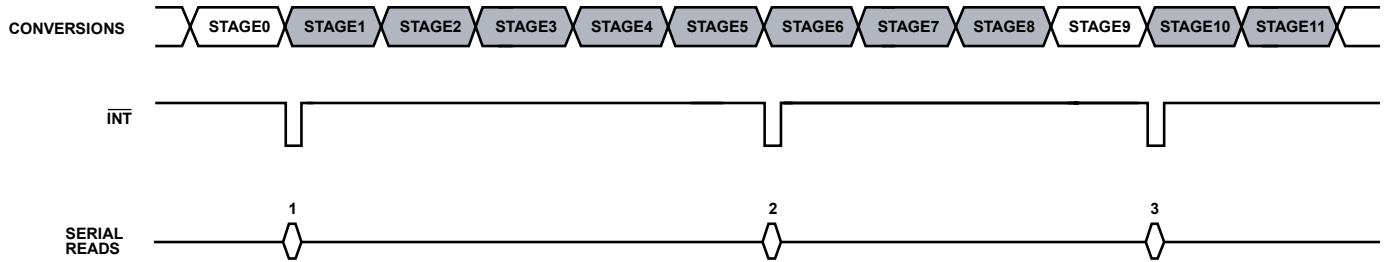 CONVERSIONS STAGE0 STAGE1 STAGE2 STAGE3 STAGE4 STAGE5 STAGE6 STAGE7 STAGE8 STAGE9 STAGE10 STAGE11
INT
1 2 3
SERIAL
READS